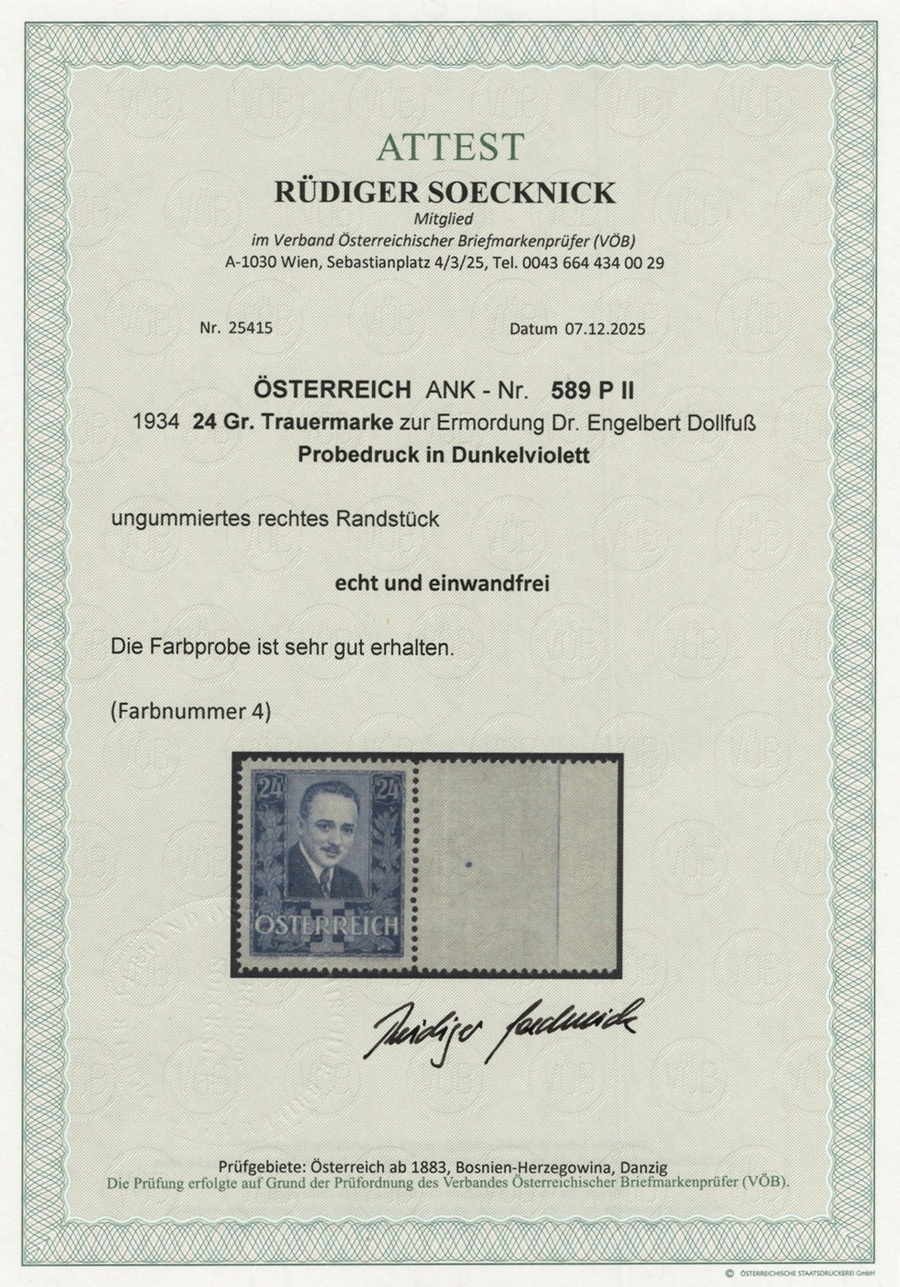 ATTEST
RÜDIGER SOECKNICK
Mitglied
im Verband Österreichischer Briefmarkenprüfer (VÖB)
A-1030 Wien, Sebastianplatz 4/3/25, Tel. 0043 664 434 00 29
Nr. 25415 Datum 07.12.2025
ÖSTERREICH ANK - Nr. 589 P II
1934 24 Gr. Trauermarke zur Ermordung Dr. Engelbert Dollfuß
Probedruck in Dunkelviolett
ungummiertes rechtes Randstück
echt und einwandfrei
Die Farbprobe ist sehr gut erhalten.
(Farbnummer 4)
24 24
ÖSTERREICH
Rüdiger Soecknick
Prüfgebiete: Österreich ab 1883, Bosnien-Herzegowina, Danzig
Die Prüfung erfolgte auf Grund der Prüfordnung des Verbandes Österreichischer Briefmarkenprüfer (VÖB).
© ÖSTERREICHISCHE STAATSDRUCKEREI GmbH